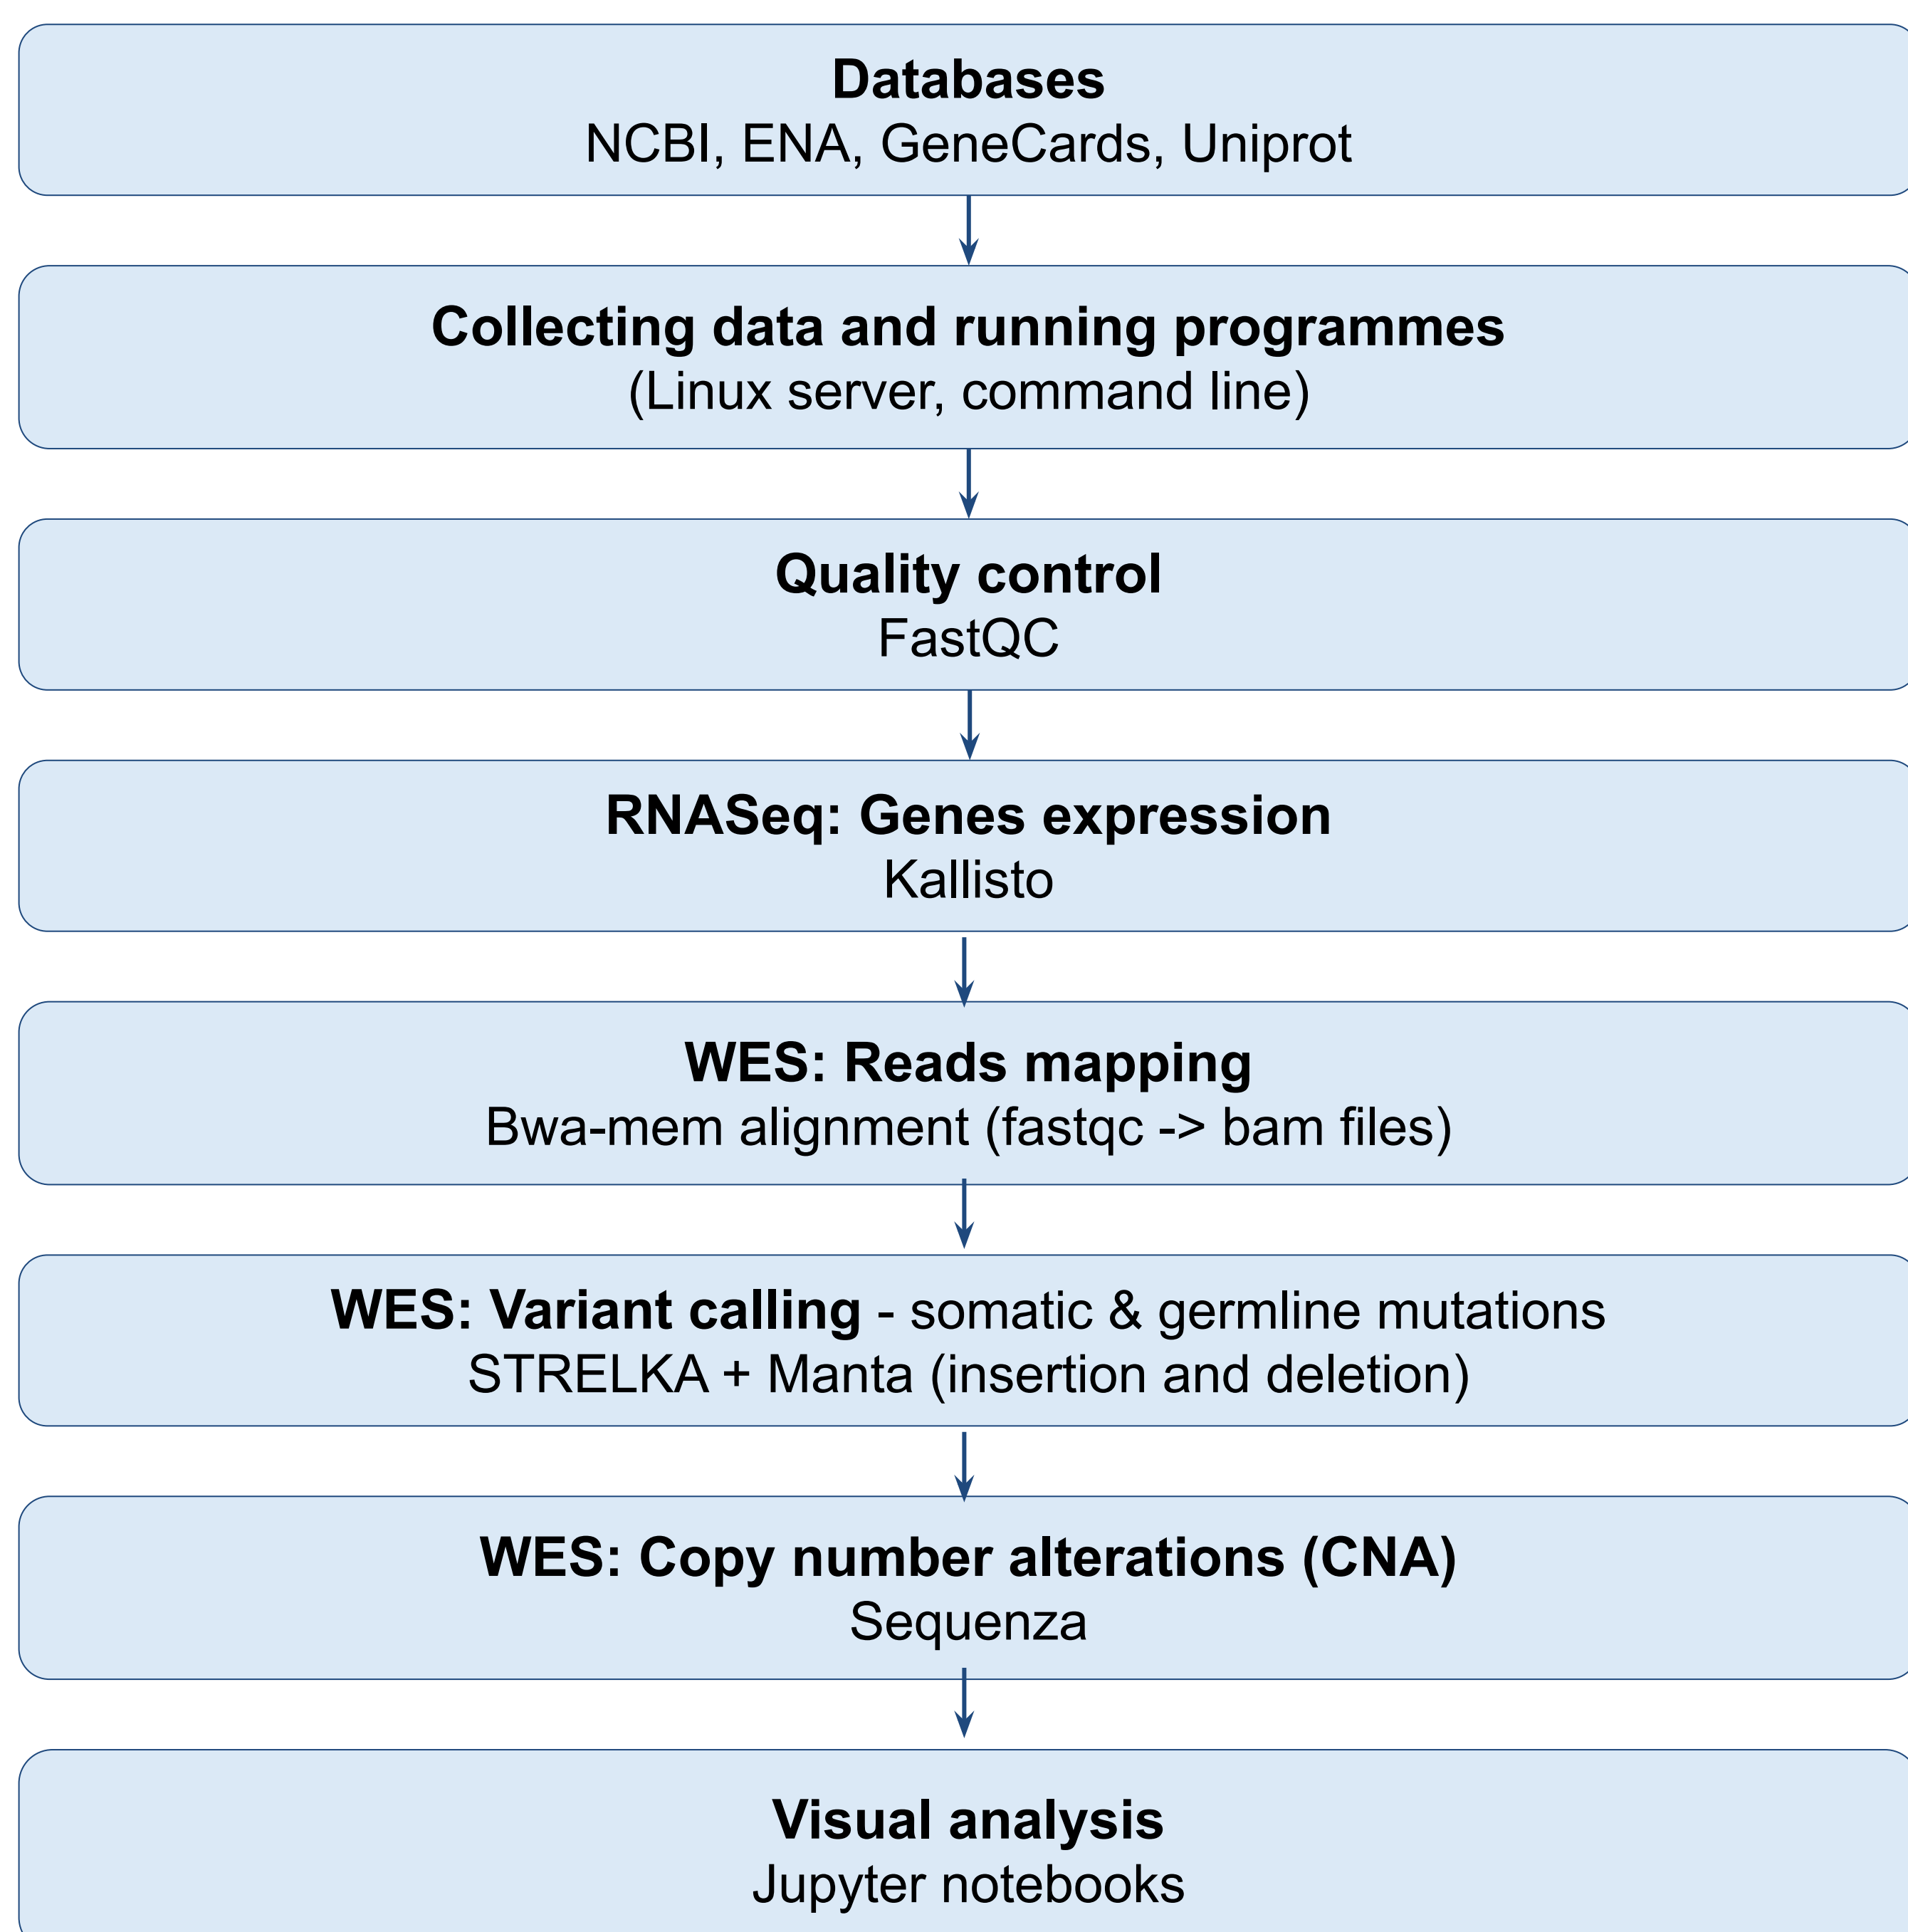 Databases
NCBI, ENA, GeneCards, Uniprot
Collecting data and running programmes
(Linux server, command line)
Quality control
FastQC
RNASeq: Genes expression
Kallisto
WES: Reads mapping
Bwa-mem alignment (fastqc -> bam files)
WES: Variant calling - somatic & germline mutations
STRELKA + Manta (insertion and deletion)
WES: Copy number alterations (CNA)
Sequenza
Visual analysis
Jupyter notebooks